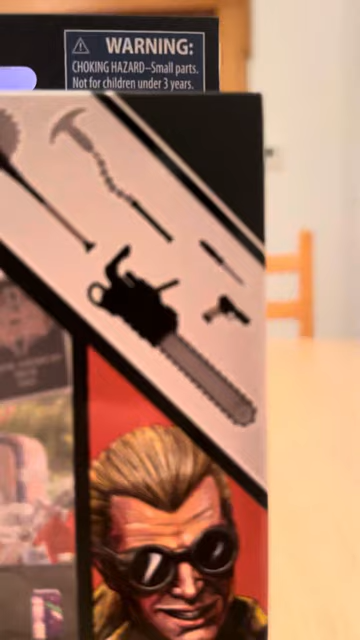 WARNING:
CHOKING HAZARD–Small parts.
Not for children under 3 years.